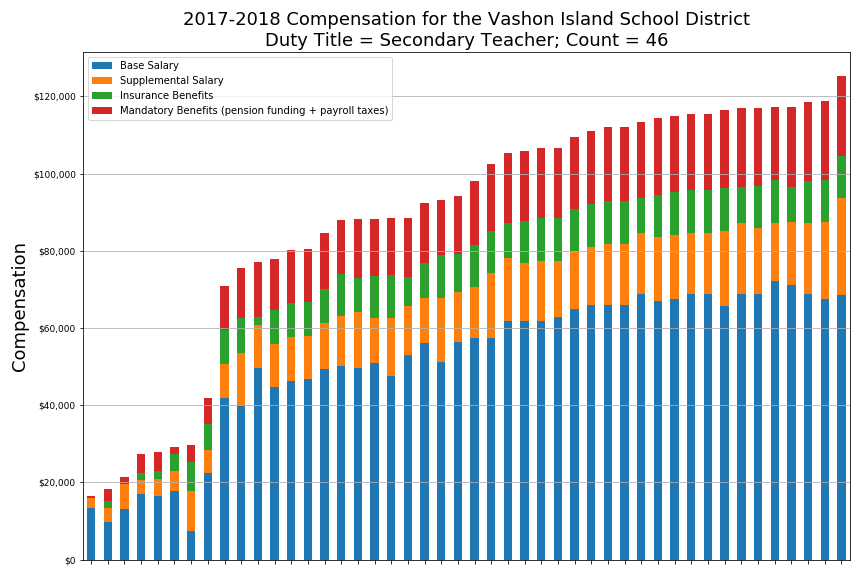 2017-2018 Compensation for the Vashon Island School District
Duty Title = Secondary Teacher; Count = 46
Base Salary
Supplemental Salary
Insurance Benefits
Mandatory Benefits (pension funding + payroll taxes)
Compensation
$120,000
$100,000
$80,000
$60,000
$40,000
$20,000
$0